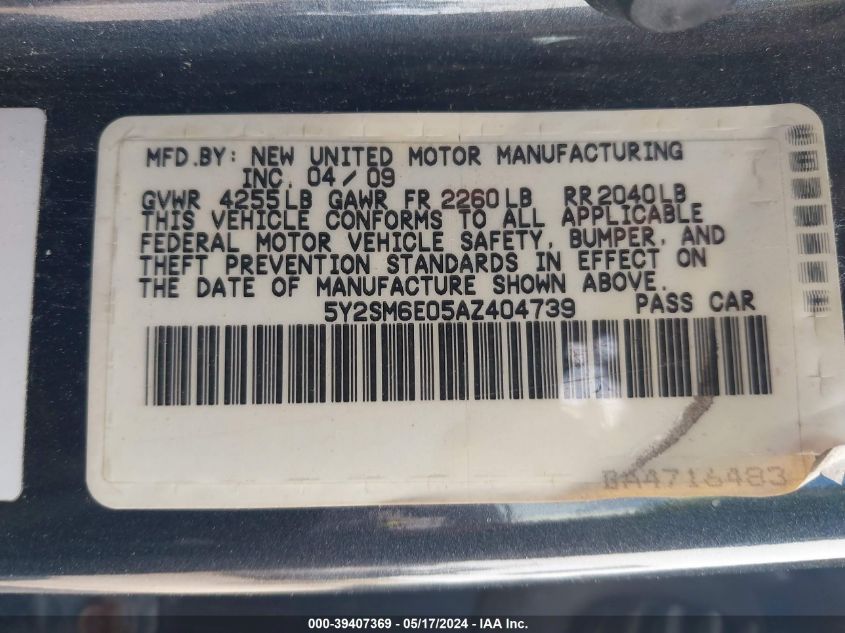 MFD.BY: NEW UNITED MOTOR MANUFACTURING
INC. 04/09
GVWR 4255LB GAWR FR 2260LB RR2040LB
THIS VEHICLE CONFORMS TO ALL APPLICABLE
FEDERAL MOTOR VEHICLE SAFETY, BUMPER, AND
THEFT PREVENTION STANDARDS IN EFFECT ON
THE DATE OF MANUFACTURE SHOWN ABOVE.
5Y2SM6E05AZ404739 PASS CAR
BA4716483
000-39407369 - 05/17/2024 - IAA Inc.